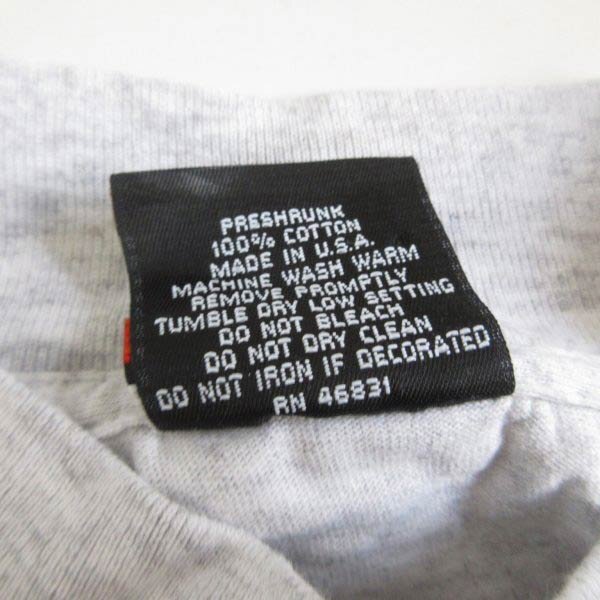 PRESHRUNK
100% COTTON
MADE IN U.S.A.
MACHINE WASH WARM
REMOVE PROMPTLY
TUMBLE DRY LOW SETTING
DO NOT BLEACH
DO NOT DRY CLEAN
DO NOT IRON IF DECORATED
RN 46831